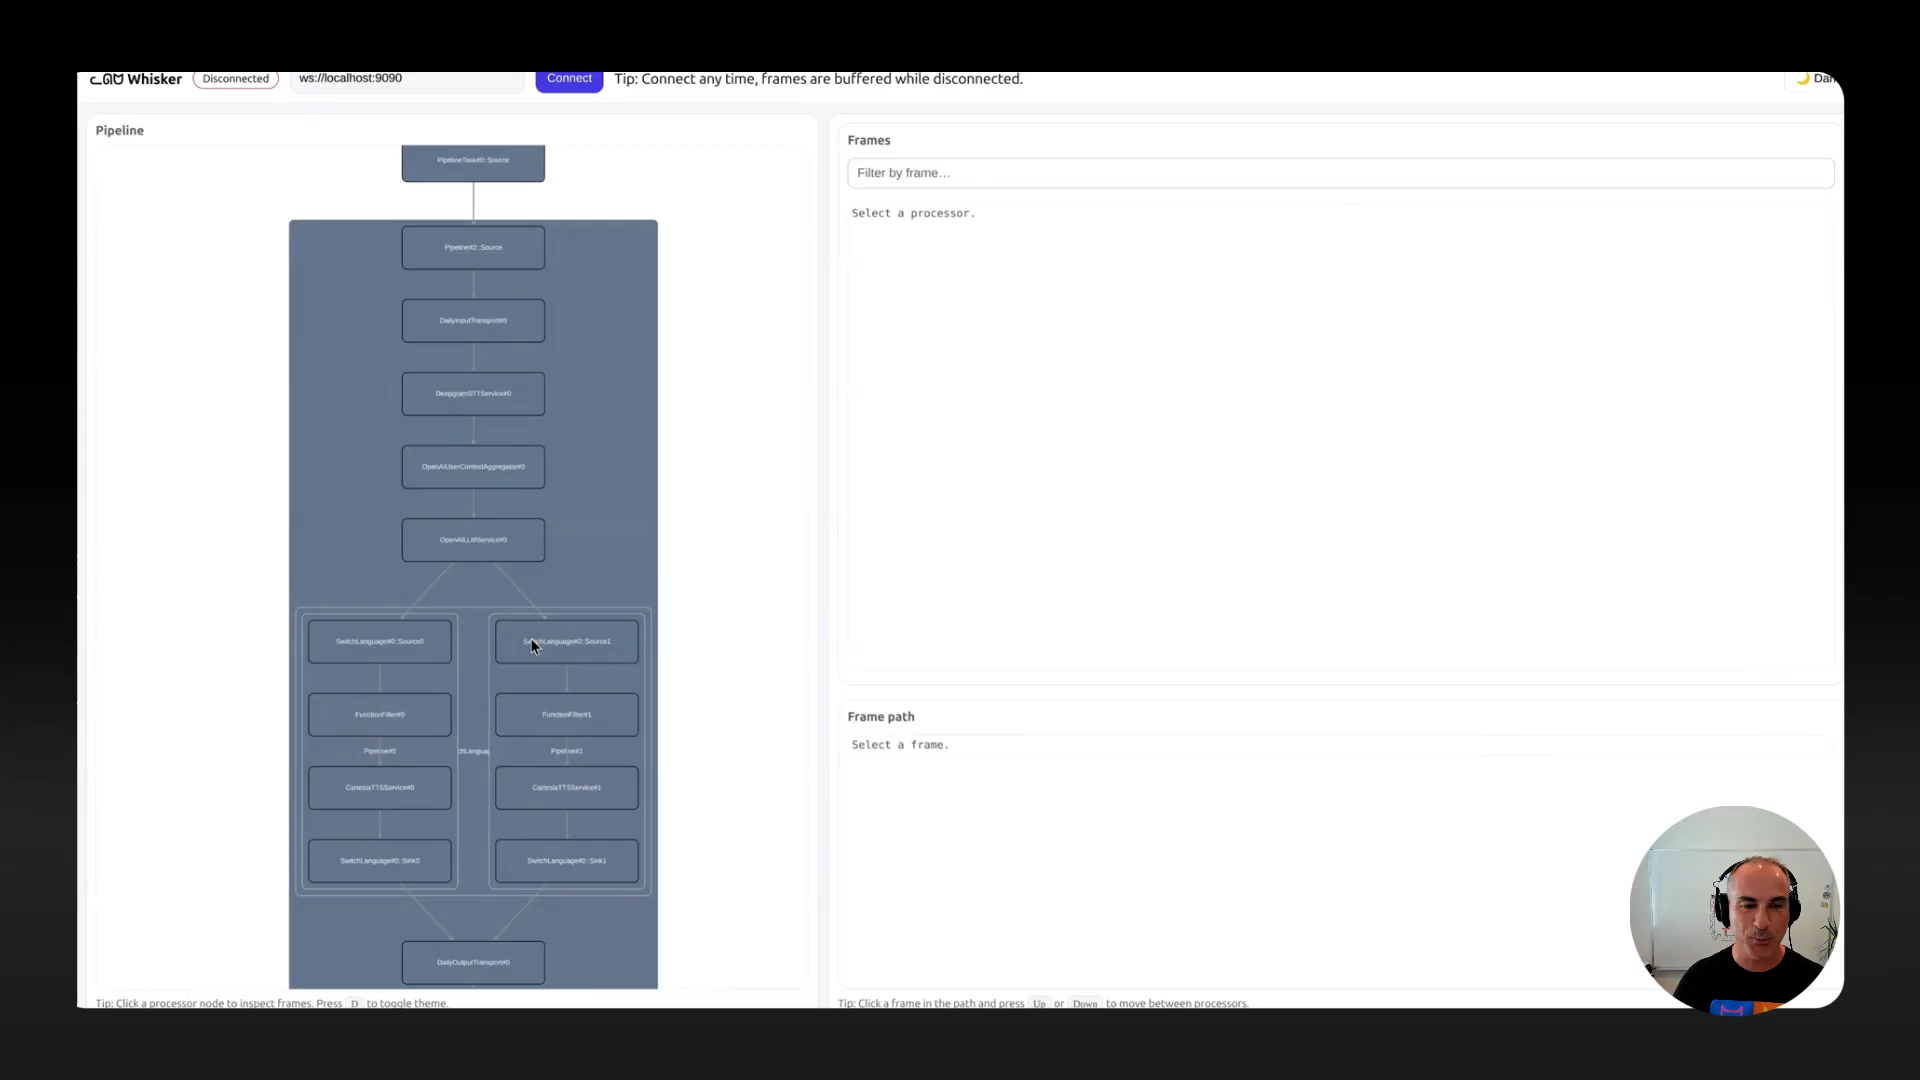 Whisker
Disconnected
ws://localhost:9090
Connect
Tip: Connect any time, frames are buffered while disconnected.
Pipeline
PipelineTask#0::Source
Pipeline#2::Source
DailyInputTransport#0
DeepgramSTTService#0
OpenAIUserContextAggregator#0
OpenAILLMService#0
SwitchLanguage#0::Source0
SwitchLanguage#0::Source1
FunctionFilter#0
FunctionFilter#1
Pipeline#0
Pipeline#1
CartesiaTTSService#0
CartesiaTTSService#1
SwitchLanguage#0::Sink0
SwitchLanguage#0::Sink1
DailyOutputTransport#0
Tip: Click a processor node to inspect frames. Press D to toggle theme.
Frames
Filter by frame…
Select a processor.
Frame path
Select a frame.
Tip: Click a frame in the path and press Up or Down to move between processors.